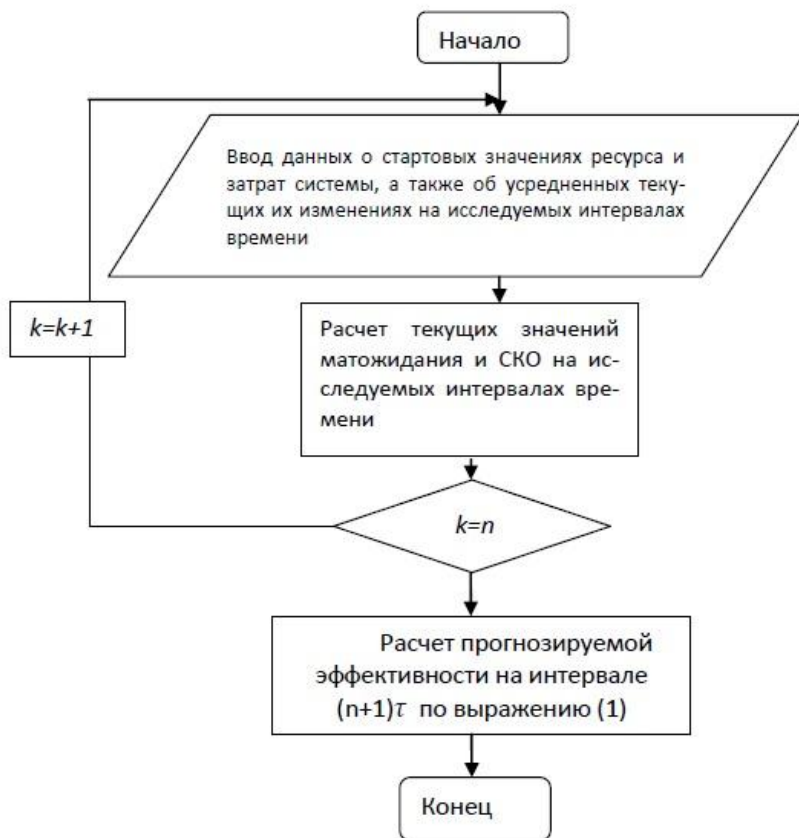 Начало
Ввод данных о стартовых значениях ресурса и
затрат системы, а также об усредненных теку-
щих их изменениях на исследуемых интервалах
времени
k=k+1
Расчет текущих значений
матожидания и СКО на ис-
следуемых интервалах вре-
мени
k=n
Расчет прогнозируемой
эффективности на интервале
(n+1)τ по выражению (1)
Конец